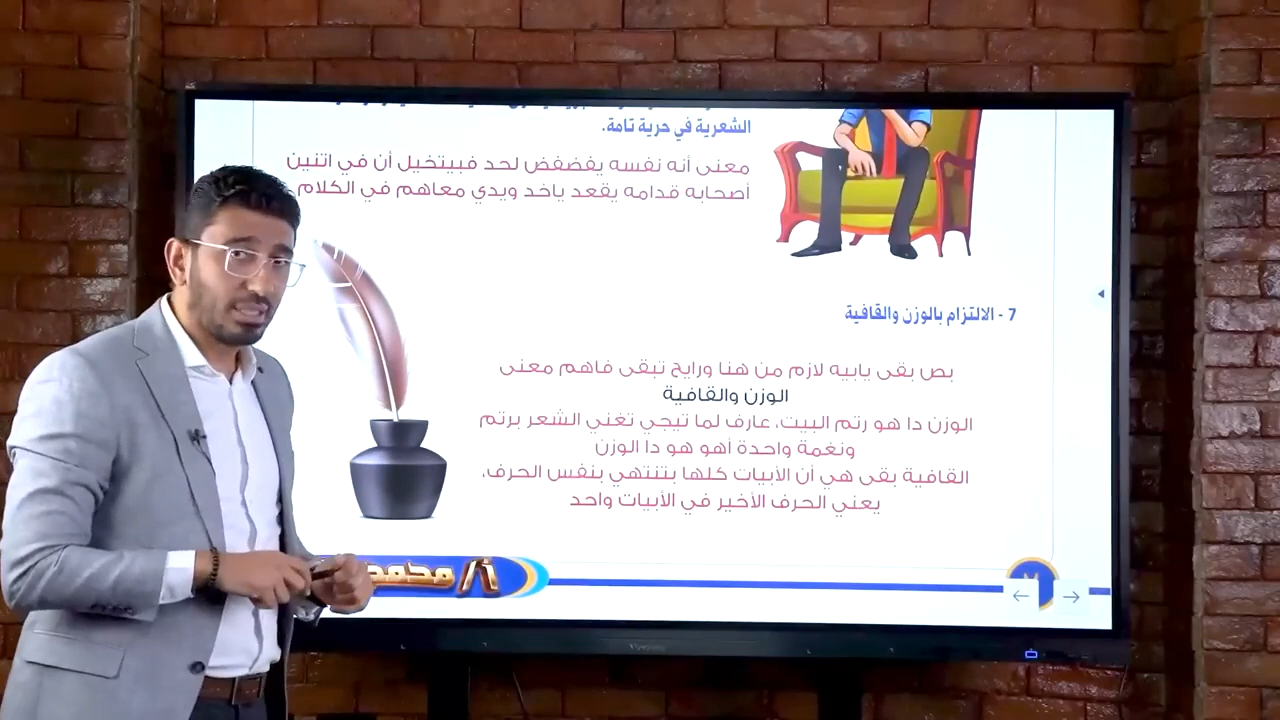 الشعرية في حرية تامة.
معنى أنه نفسه يفضفض لحد فبيتخيل أن في اتنين
أصحابه قدامه يقعد ياخد ويدي معاهم في الكلام
7 - الالتزام بالوزن والقافية
بص بقى يابيه لازم من هنا ورايح تبقى فاهم معنى
الوزن والقافية
الوزن دا هو رتم البيت، عارف لما تيجي تغني الشعر برتم
ونغمة واحدة أهو هو دا الوزن
القافية بقى هي أن الأبيات كلها بتنتهي بنفس الحرف،
يعني الحرف الأخير في الأبيات واحد
أ/ محمد